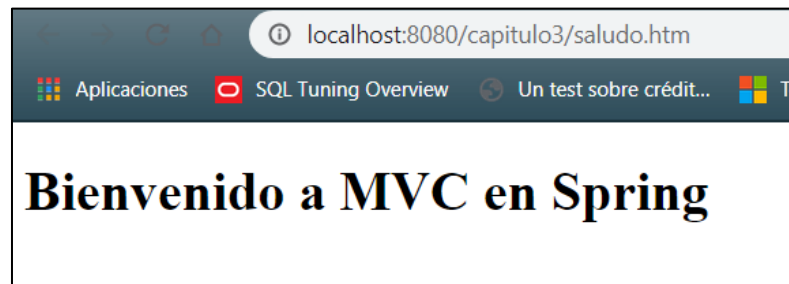 localhost:8080/capitulo3/saludo.htm
Aplicaciones SQL Tuning Overview Un test sobre crédit... T
Bienvenido a MVC en Spring